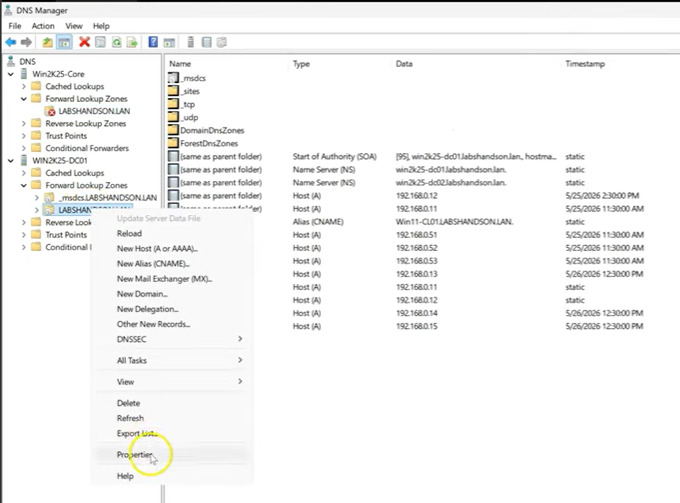 DNS Manager
File Action View Help
DNS
Win2K25-Core
Cached Lookups
Forward Lookup Zones
LABSHANDSON.LAN
Reverse Lookup Zones
Trust Points
Conditional Forwarders
WIN2K25-DC01
Cached Lookups
Forward Lookup Zones
_msdcs.LABSHANDSON.LAN
LABSHANDSON.LAN
Reverse Look
Trust Points
Conditional
Update Server Data File
Reload
New Host (A or AAAA)...
New Alias (CNAME)...
New Mail Exchanger (MX)...
New Domain...
New Delegation...
Other New Records...
DNSSEC
All Tasks
View
Delete
Refresh
Export List...
Properties
Help
Name Type Data Timestamp
_msdcs
_sites
_tcp
_udp
DomainDnsZones
ForestDnsZones
(same as parent folder) Start of Authority (SOA) [95], win2k25-dc01.labshandson.lan., hostma... static
(same as parent folder) Name Server (NS) win2k25-dc01.labshandson.lan. static
(same as parent folder) Name Server (NS) win2k25-dc02.labshandson.lan. static
(same as parent folder) Host (A) 192.168.0.12 5/25/2026 2:30:00 PM
(same as parent folder) Host (A) 192.168.0.11 5/25/2026 11:30:00 AM
Alias (CNAME) Win11-CL01.LABSHANDSON.LAN. static
Host (A) 192.168.0.51 5/25/2026 11:30:00 AM
Host (A) 192.168.0.52 5/25/2026 11:30:00 AM
Host (A) 192.168.0.53 5/25/2026 11:30:00 AM
Host (A) 192.168.0.13 5/26/2026 12:30:00 PM
Host (A) 192.168.0.11 static
Host (A) 192.168.0.12 static
Host (A) 192.168.0.14 5/26/2026 12:30:00 PM
Host (A) 192.168.0.15 5/26/2026 12:30:00 PM